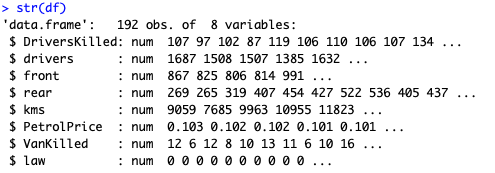 > str(df)
'data.frame':   192 obs. of  8 variables:
 $ DriversKilled: num  107 97 102 87 119 106 110 106 107 134 ...
 $ drivers      : num  1687 1508 1507 1385 1632 ...
 $ front        : num  867 825 806 814 991 ...
 $ rear         : num  269 265 319 407 454 427 522 536 405 437 ...
 $ kms          : num  9059 7685 9963 10955 11823 ...
 $ PetrolPrice  : num  0.103 0.102 0.102 0.101 0.101 ...
 $ VanKilled    : num  12 6 12 8 10 13 11 6 10 16 ...
 $ law          : num  0 0 0 0 0 0 0 0 0 0 ...